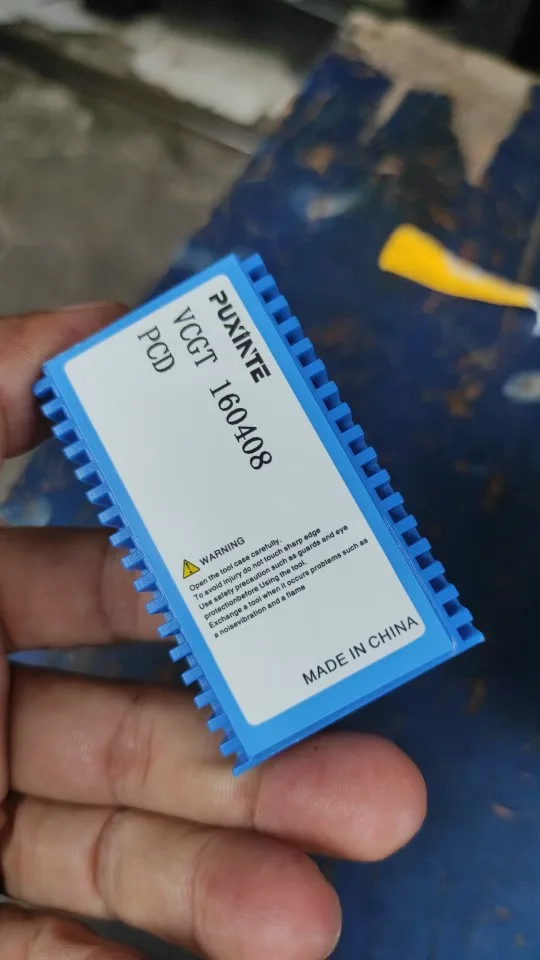 PUXINTE
VCGT 160408
PCD
WARNING
Open the tool case carefully.
To avoid injury do not touch sharp edge
Use safety precaution such as guards and eye
protectionbefore Using the tool.
Exchange a tool when it occurs problems such as
a noisevibration and a flame
MADE IN CHINA